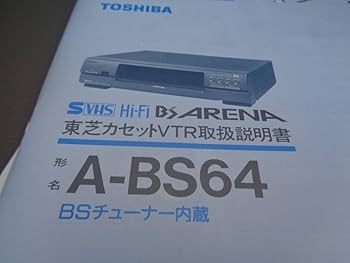 TOSHIBA
SVHS Hi-Fi BS ARENA
東芝カセットVTR取扱説明書
形名 A-BS64
BSチューナー内蔵